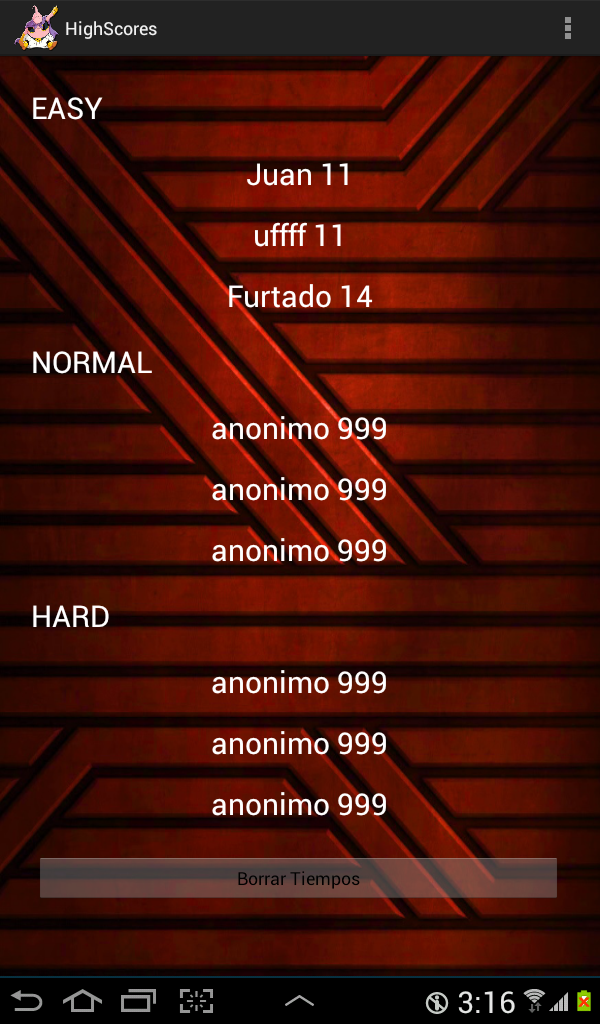 HighScores
EASY
Juan 11
uffff 11
Furtado 14
NORMAL
anonimo 999
anonimo 999
anonimo 999
HARD
anonimo 999
anonimo 999
anonimo 999
Borrar Tiempos
3:16